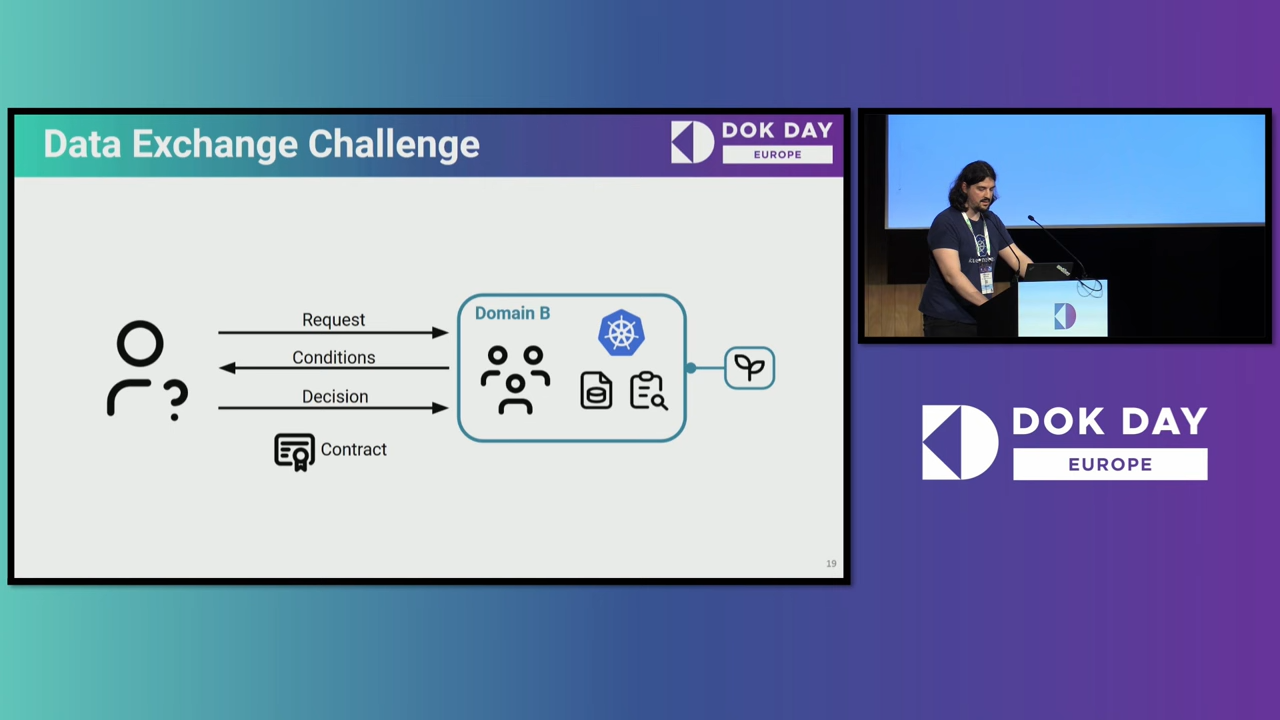 Data Exchange Challenge
DOK DAY
EUROPE
Request
Conditions
Decision
Contract
Domain B
19
DOK DAY
EUROPE